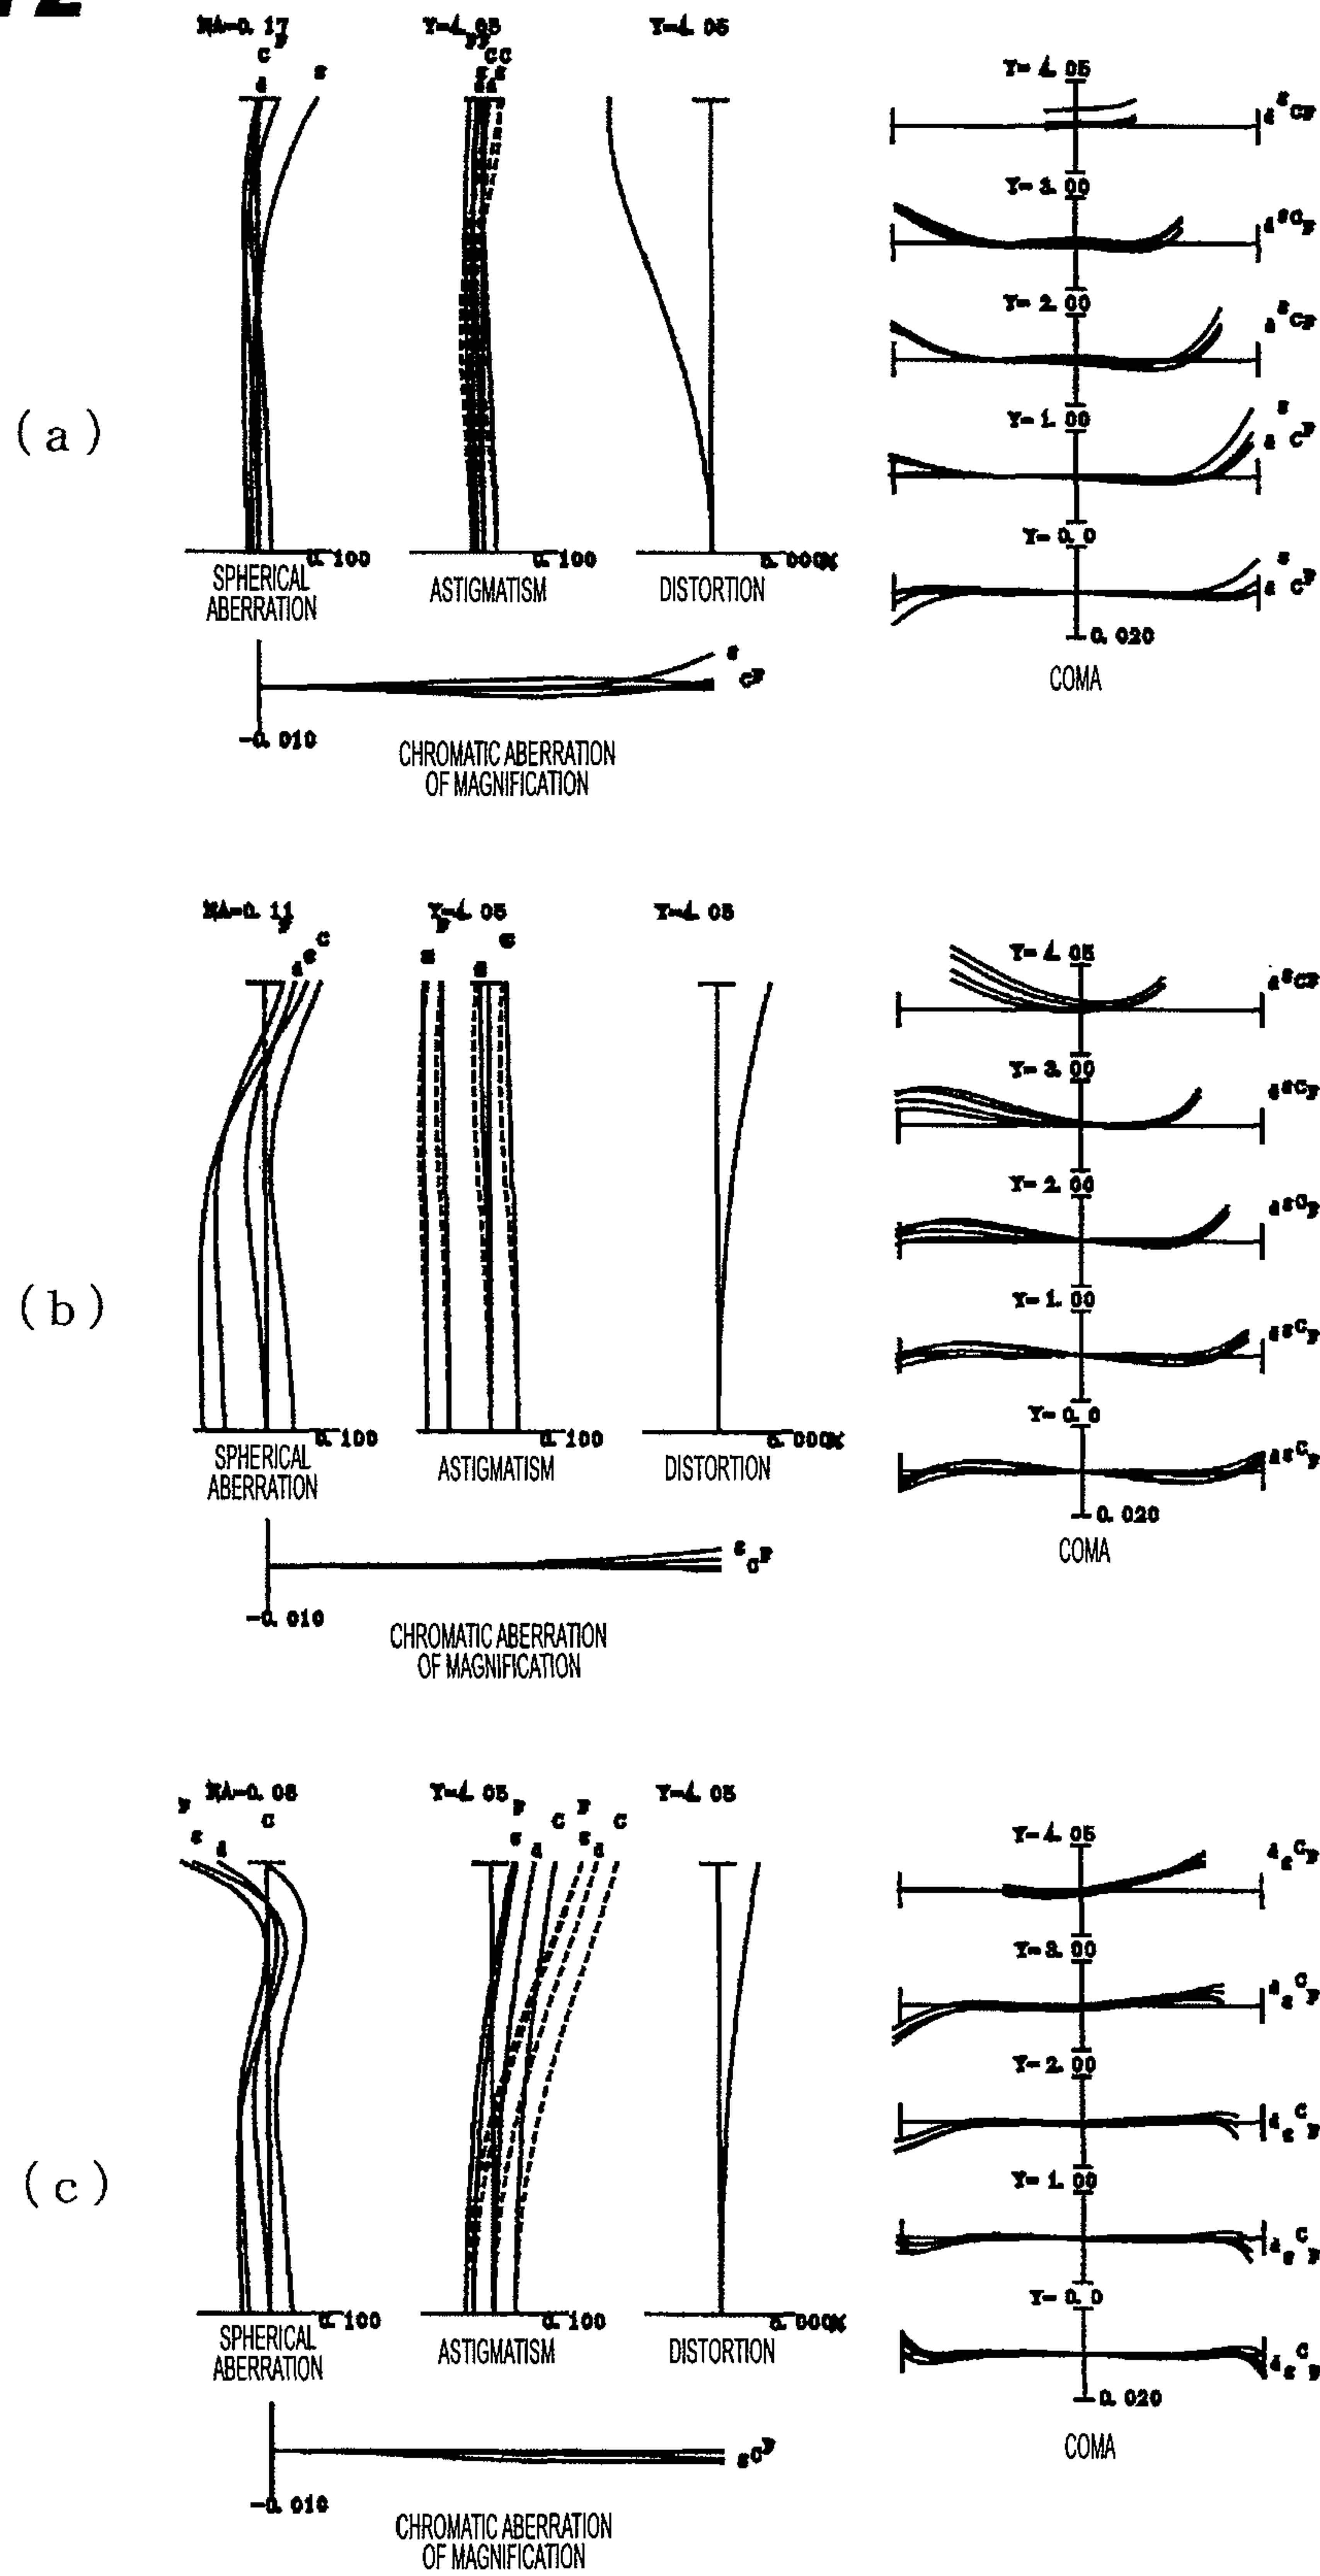 NA=0.17
Y=4.05
Y=4.05
C F
d
g
F F
C C
g g
d d
Y= 4.05
d g C F
Y= 3.00
d g C F
Y= 2.00
d g C F
Y= 1.00
g
d C F
Y= 0.0
g
d C F
0.020
COMA
(a)
0.100
SPHERICAL
ABERRATION
0.100
ASTIGMATISM
5.000%
DISTORTION
g
C F
-0.010
CHROMATIC ABERRATION
OF MAGNIFICATION
NA=0.11
Y=4.05
Y=4.05
F
d g C
F
g
d
C
Y= 4.05
d g C F
Y= 3.00
d g C F
Y= 2.00
d g C F
Y= 1.00
d g C F
Y= 0.0
d g C F
0.020
COMA
(b)
0.100
SPHERICAL
ABERRATION
0.100
ASTIGMATISM
5.000%
DISTORTION
g C F
-0.010
CHROMATIC ABERRATION
OF MAGNIFICATION
NA=0.08
Y=4.05
Y=4.05
F
g d
C
F C F C
g d g d
Y= 4.05
d g C F
Y= 3.00
d g C F
Y= 2.00
d g C F
Y= 1.00
d g C F
Y= 0.0
d g C F
0.020
COMA
(c)
0.100
SPHERICAL
ABERRATION
0.100
ASTIGMATISM
5.000%
DISTORTION
g C F
-0.010
CHROMATIC ABERRATION
OF MAGNIFICATION